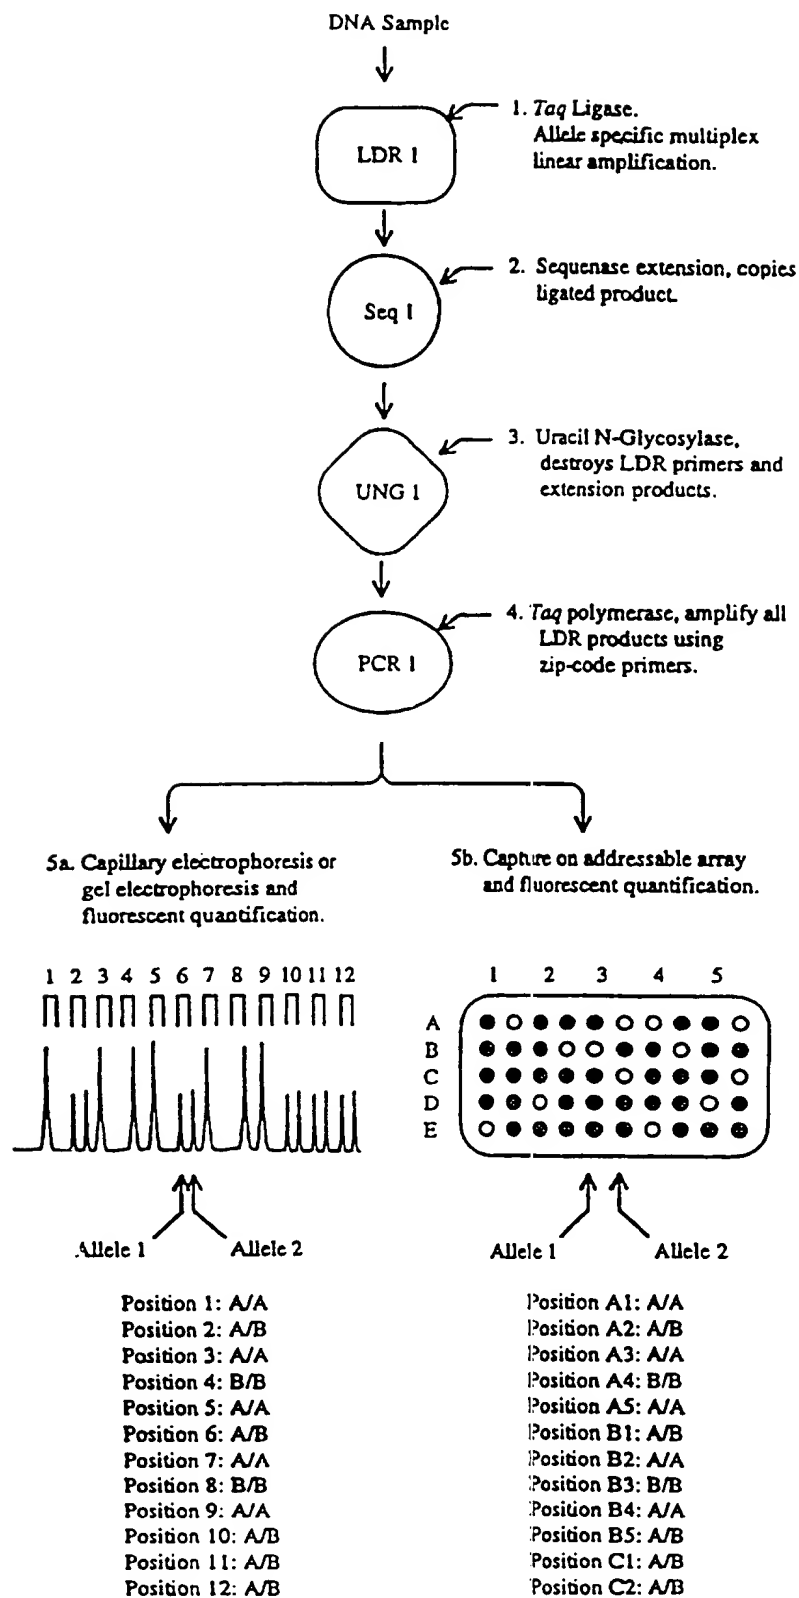 DNA Sample
LDR 1
1. Taq Ligase.
Allele specific multiplex
linear amplification.
Seq 1
2. Sequenase extension, copies
ligated product.
UNG 1
3. Uracil N-Glycosylase,
destroys LDR primers and
extension products.
PCR 1
4. Taq polymerase, amplify all
LDR products using
zip-code primers.
5a. Capillary electrophoresis or
gel electrophoresis and
fluorescent quantification.
1 2 3 4 5 6 7 8 9 10 11 12
Allele 1 Allele 2
Position 1: A/A
Position 2: A/B
Position 3: A/A
Position 4: B/B
Position 5: A/A
Position 6: A/B
Position 7: A/A
Position 8: B/B
Position 9: A/A
Position 10: A/B
Position 11: A/B
Position 12: A/B
5b. Capture on addressable array
and fluorescent quantification.
1 2 3 4 5
A
B
C
D
E
Allele 1 Allele 2
Position A1: A/A
Position A2: A/B
Position A3: A/A
Position A4: B/B
Position A5: A/A
Position B1: A/B
Position B2: A/A
Position B3: B/B
Position B4: A/A
Position B5: A/B
Position C1: A/B
Position C2: A/B